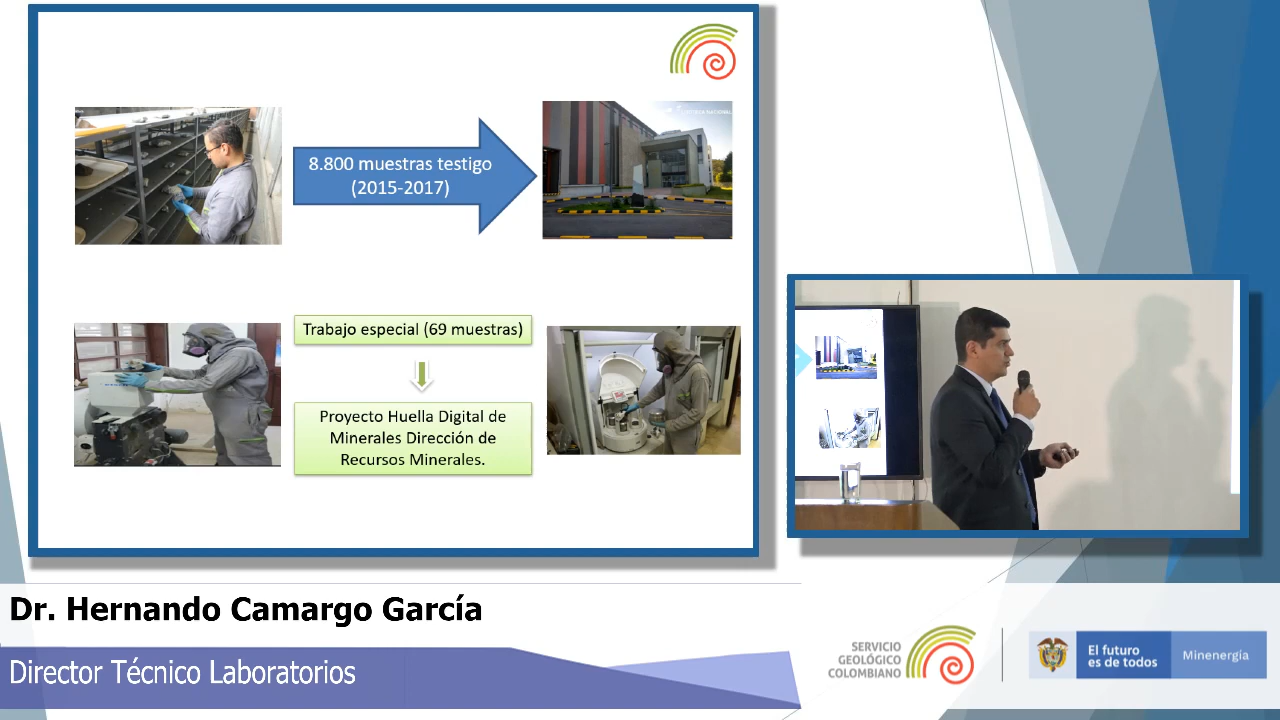 8.800 muestras testigo
(2015-2017)
Trabajo especial (69 muestras)
Proyecto Huella Digital de
Minerales Dirección de
Recursos Minerales.
Dr. Hernando Camargo García
Director Técnico Laboratorios
SERVICIO
GEOLÓGICO
COLOMBIANO
El futuro
es de todos
Minenergía